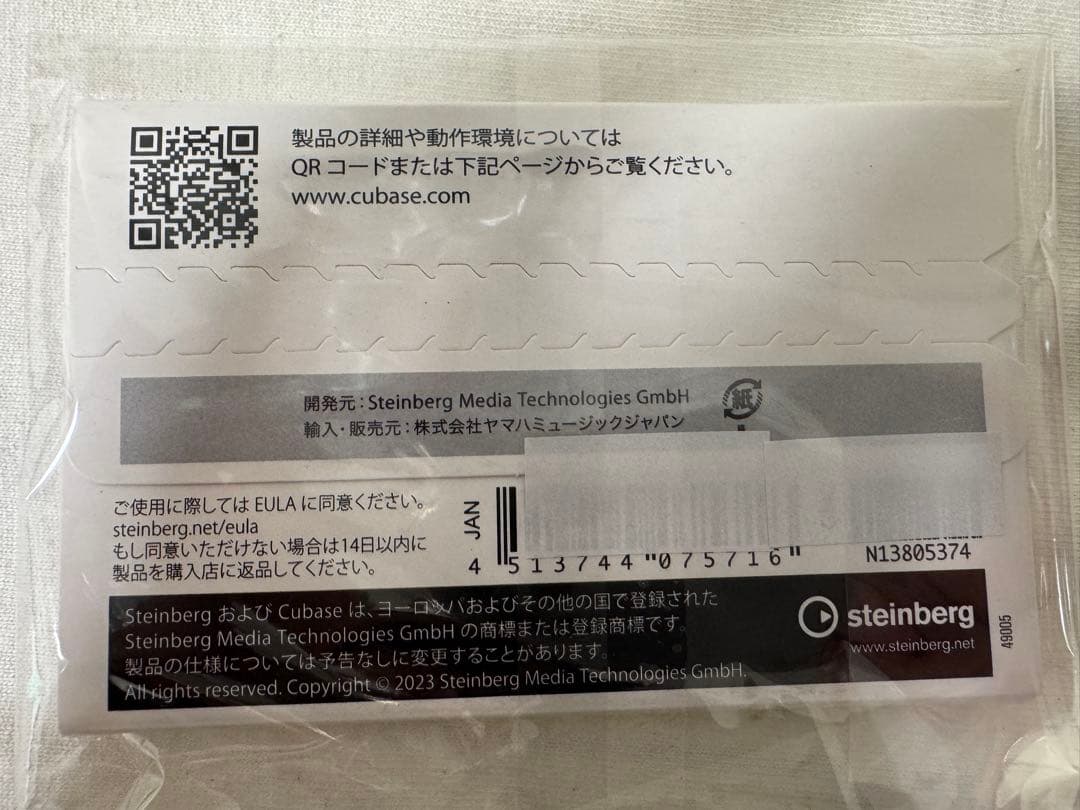 製品の詳細や動作環境については
QRコードまたは下記ページからご覧ください。
www.cubase.com
開発元：Steinberg Media Technologies GmbH
輸入・販売元：株式会社ヤマハミュージックジャパン
紙
ご使用に際しては EULA に同意ください。
steinberg.net/eula
もし同意いただけない場合は14日以内に
製品を購入店に返品してください。
JAN
4 513744 075716
N13805374
Steinberg および Cubase は、ヨーロッパおよびその他の国で登録された
Steinberg Media Technologies GmbH の商標または登録商標です。
製品の仕様については予告なしに変更することがあります。
All rights reserved. Copyright © 2023 Steinberg Media Technologies GmbH.
steinberg
www.steinberg.net
49005